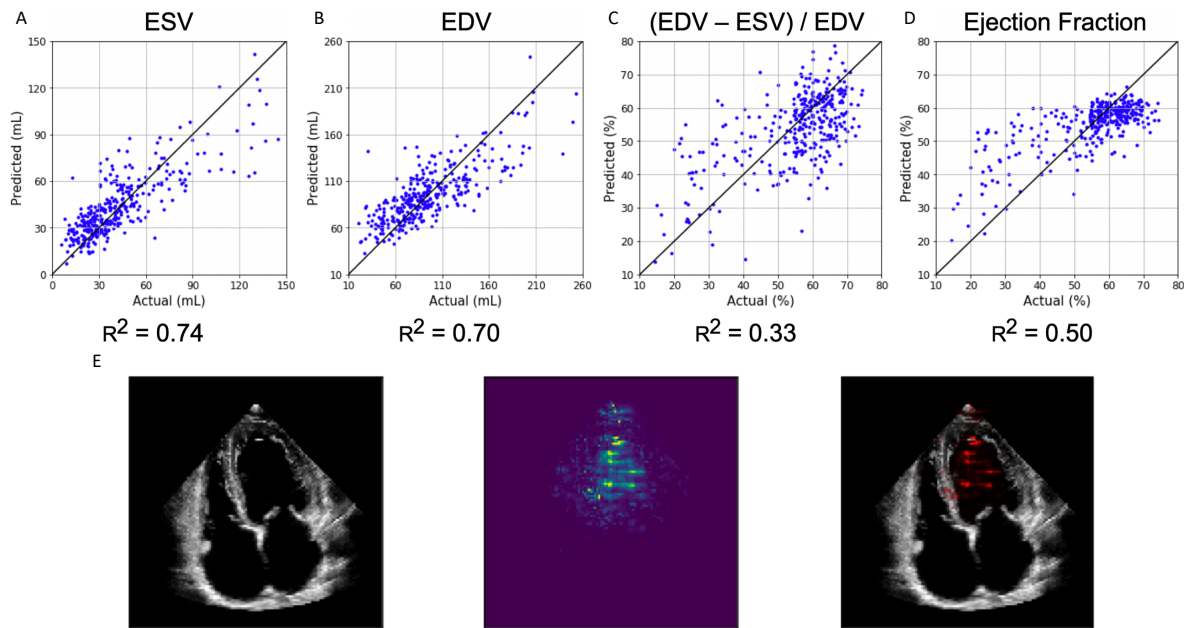 A
ESV
150
120
90
60
30
0
0 30 60 90 120 150
Predicted (mL)
Actual (mL)
R² = 0.74
B
EDV
260
210
160
110
60
10
10 60 110 160 210 260
Predicted (mL)
Actual (mL)
R² = 0.70
C
(EDV – ESV) / EDV
80
70
60
50
40
30
20
10
10 20 30 40 50 60 70 80
Predicted (%)
Actual (%)
R² = 0.33
D
Ejection Fraction
80
70
60
50
40
30
20
10
10 20 30 40 50 60 70 80
Predicted (%)
Actual (%)
R² = 0.50
E